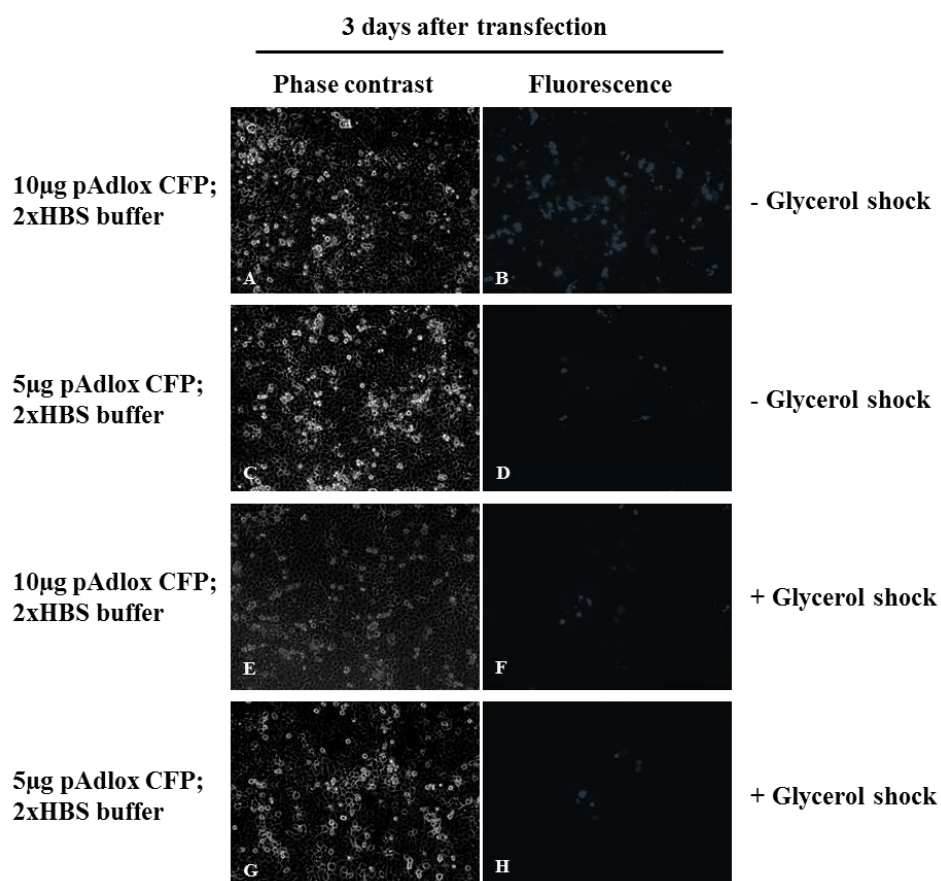 3 days after transfection
Phase contrast
Fluorescence
10μg pAdlox CFP;
2xHBS buffer
A
B
- Glycerol shock
5μg pAdlox CFP;
2xHBS buffer
C
D
- Glycerol shock
10μg pAdlox CFP;
2xHBS buffer
E
F
+ Glycerol shock
5μg pAdlox CFP;
2xHBS buffer
G
H
+ Glycerol shock